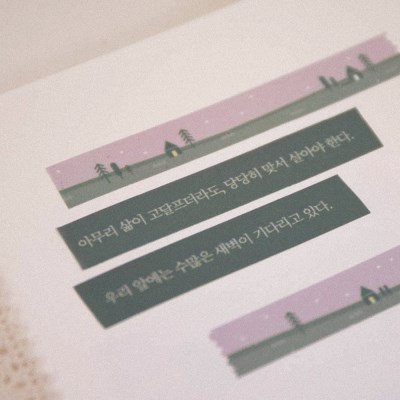 아무리 삶이 고달프더라도, 당당히 맞서 살아야 한다.
우리 앞에는 수많은 새벽이 기다리고 있다.